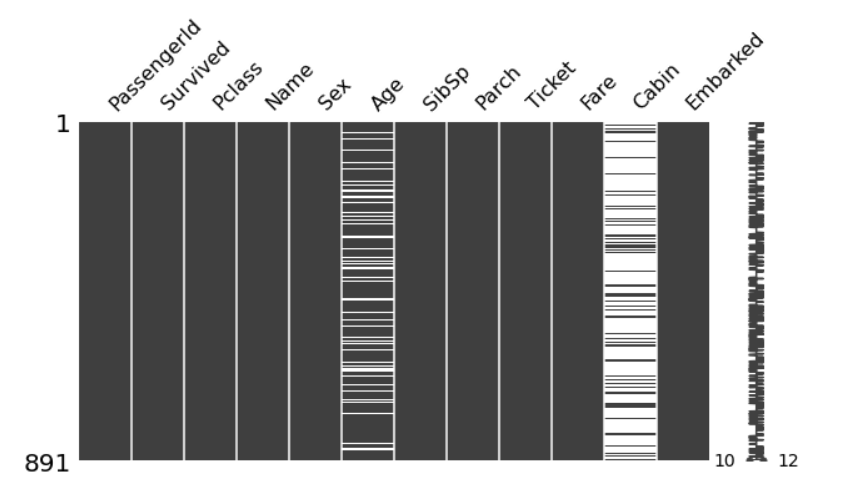 PassengerId Survived Pclass Name Sex Age SibSp Parch Ticket Fare Cabin Embarked
1
891
10 12